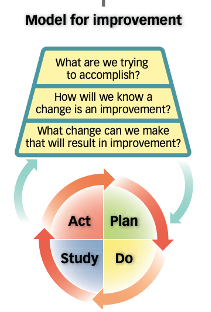 Model for improvement
What are we trying
to accomplish?
How will we know a
change is an improvement?
What change can we make
that will result in improvement?
Act
Plan
Study
Do